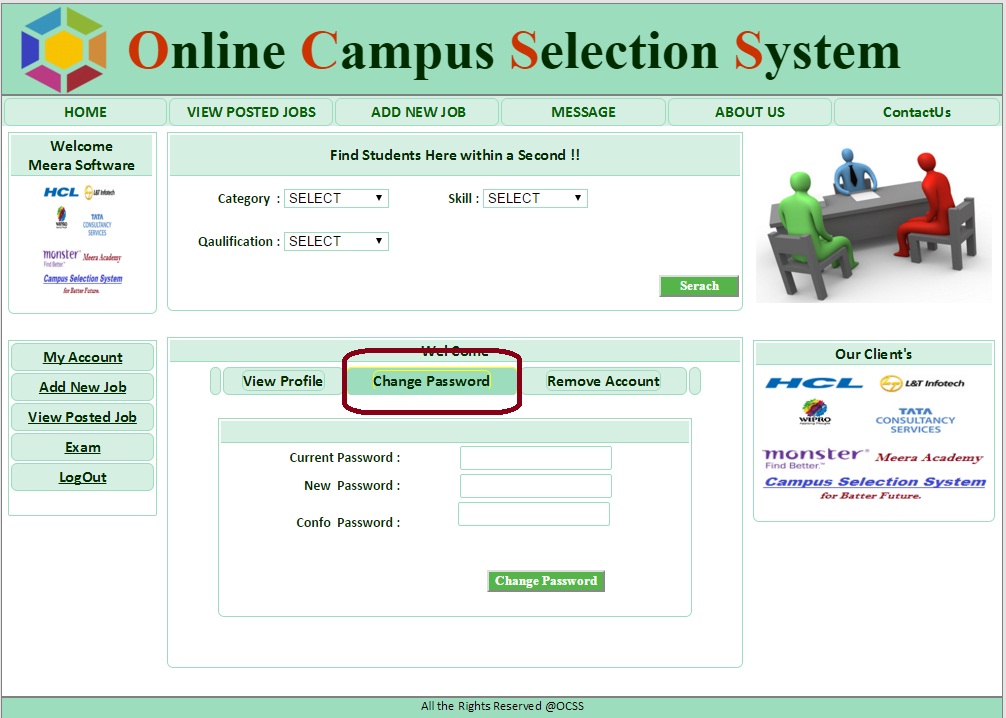 Online Campus Selection System
HOME
VIEW POSTED JOBS
ADD NEW JOB
MESSAGE
ABOUT US
ContactUs
Welcome
Meera Software
HCL L&T Infotech
WIPRO
TATA
CONSULTANCY
SERVICES
monster
Find Better.
Meera Academy
Campus Selection System
for Batter Future.
Find Students Here within a Second !!
Category : SELECT
Skill : SELECT
Qaulification : SELECT
Serach
My Account
Add New Job
View Posted Job
Exam
LogOut
WelCome
View Profile
Change Password
Remove Account
Current Password :
New Password :
Confo Password :
Change Password
Our Client's
HCL L&T Infotech
WIPRO
Applying Thought
TATA
CONSULTANCY
SERVICES
monster
Find Better.™
Meera Academy
Campus Selection System
for Batter Future.
All the Rights Reserved @OCSS